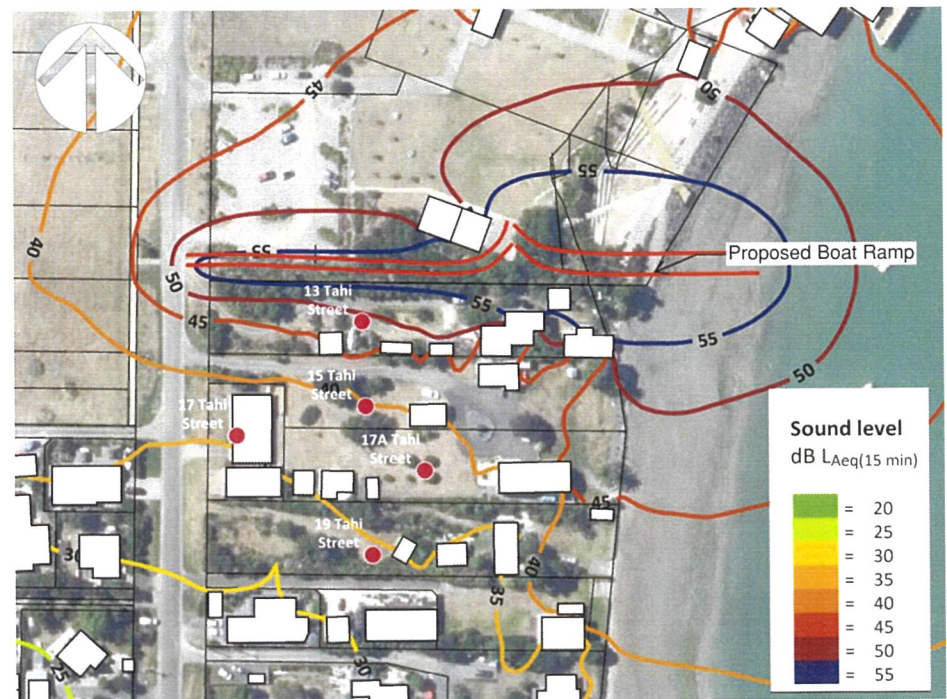 45
50
55
40
Proposed Boat Ramp
55
50
13 Tahi
Street
55
45
55
50
15 Tahi
Street
40
17 Tahi
Street
17A Tahi
Street
45
19 Tahi
Street
40
35
30
25
30
Sound level
dB LAeq(15 min)
= 20
= 25
= 30
= 35
= 40
= 45
= 50
= 55